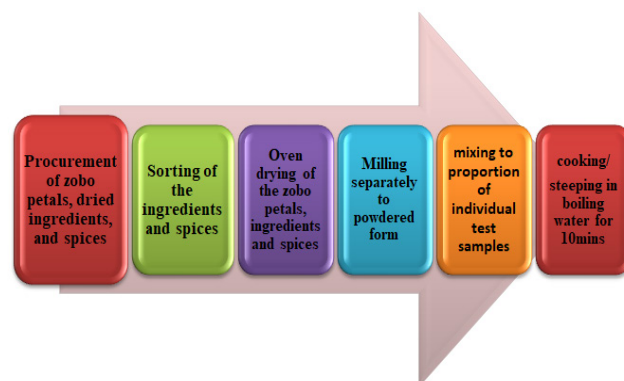 Procurement
of zobo
petals, dried
ingredients,
and spices
Sorting of
the
ingredients
and spices
Oven
drying of
the zobo
petals,
ingredients
and spices
Milling
separately
to
powdered
form
mixing to
proportion
of
individual
test
samples
cooking/
steeping in
boiling
water for
10mins